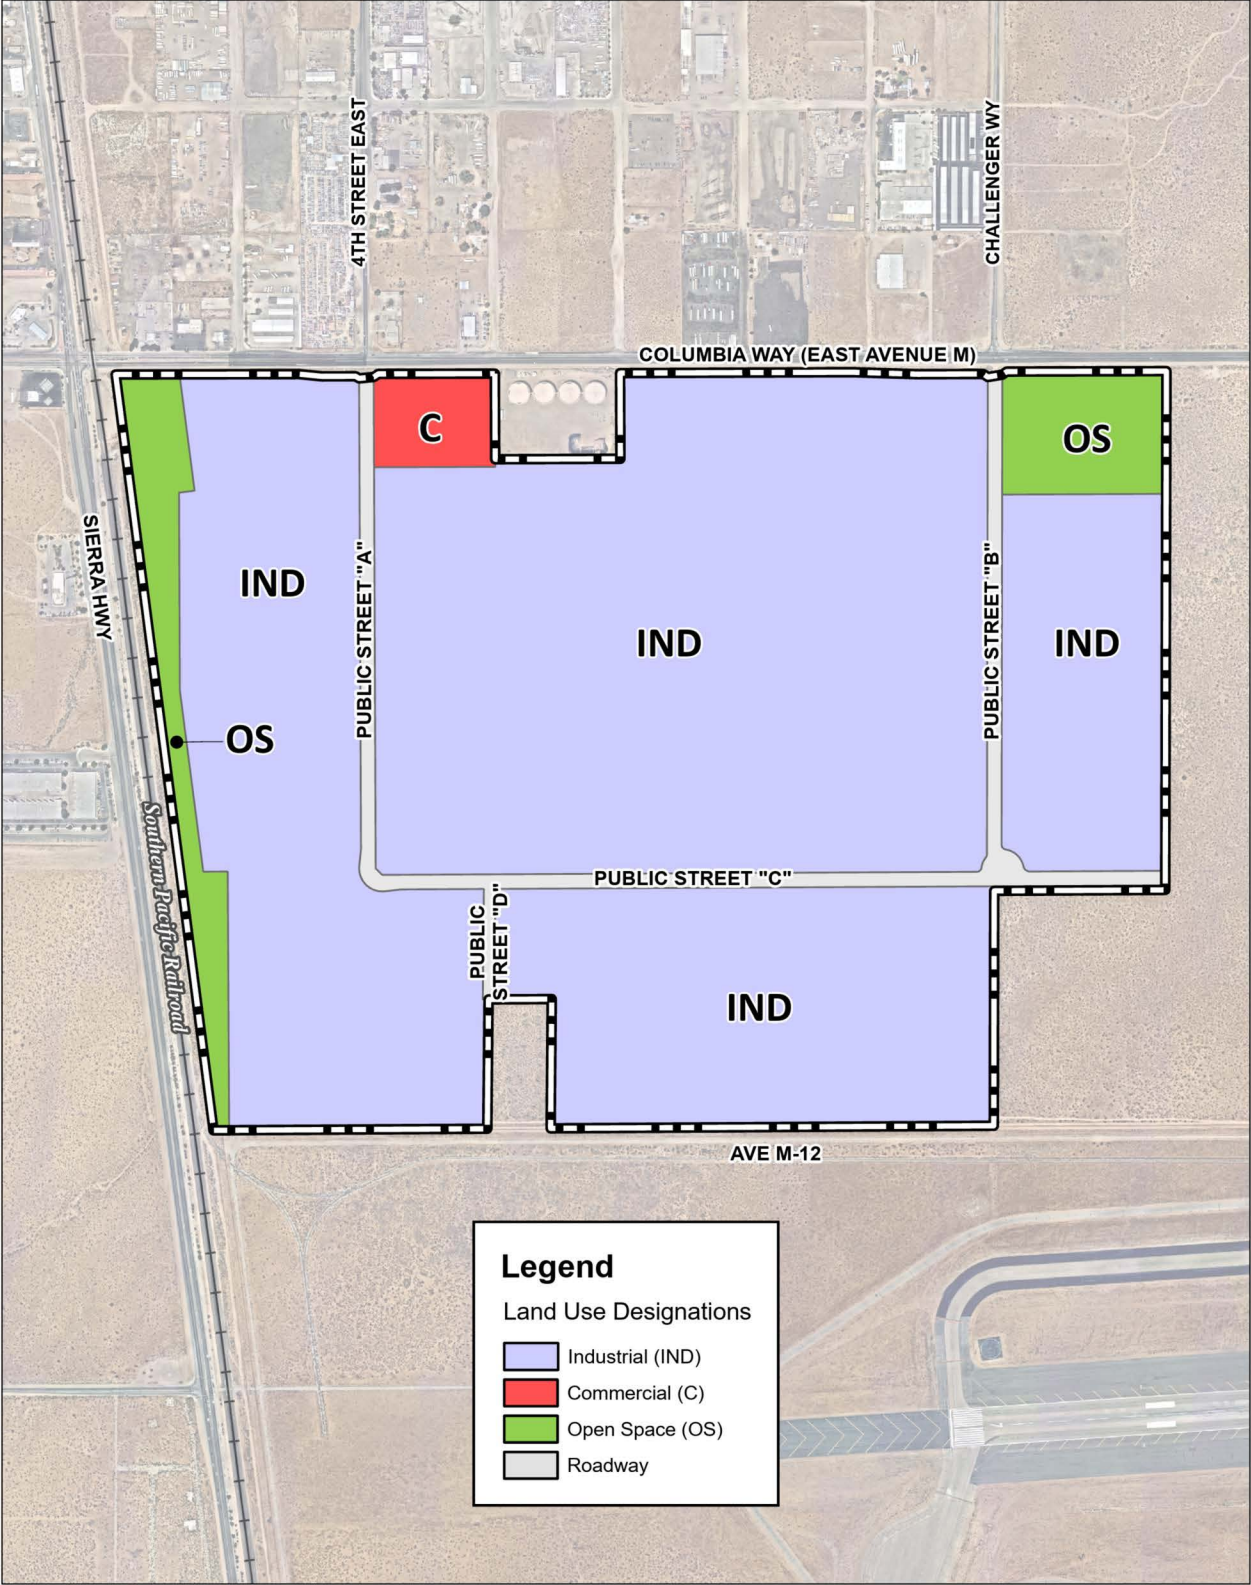 4TH STREET EAST
CHALLENGER WY
COLUMBIA WAY (EAST AVENUE M)
C
OS
SIERRA HWY
IND
PUBLIC STREET "A"
IND
PUBLIC STREET "B"
IND
OS
Southern Pacific Railroad
PUBLIC STREET "C"
PUBLIC
STREET "D"
IND
AVE M-12
Legend
Land Use Designations
Industrial (IND)
Commercial (C)
Open Space (OS)
Roadway